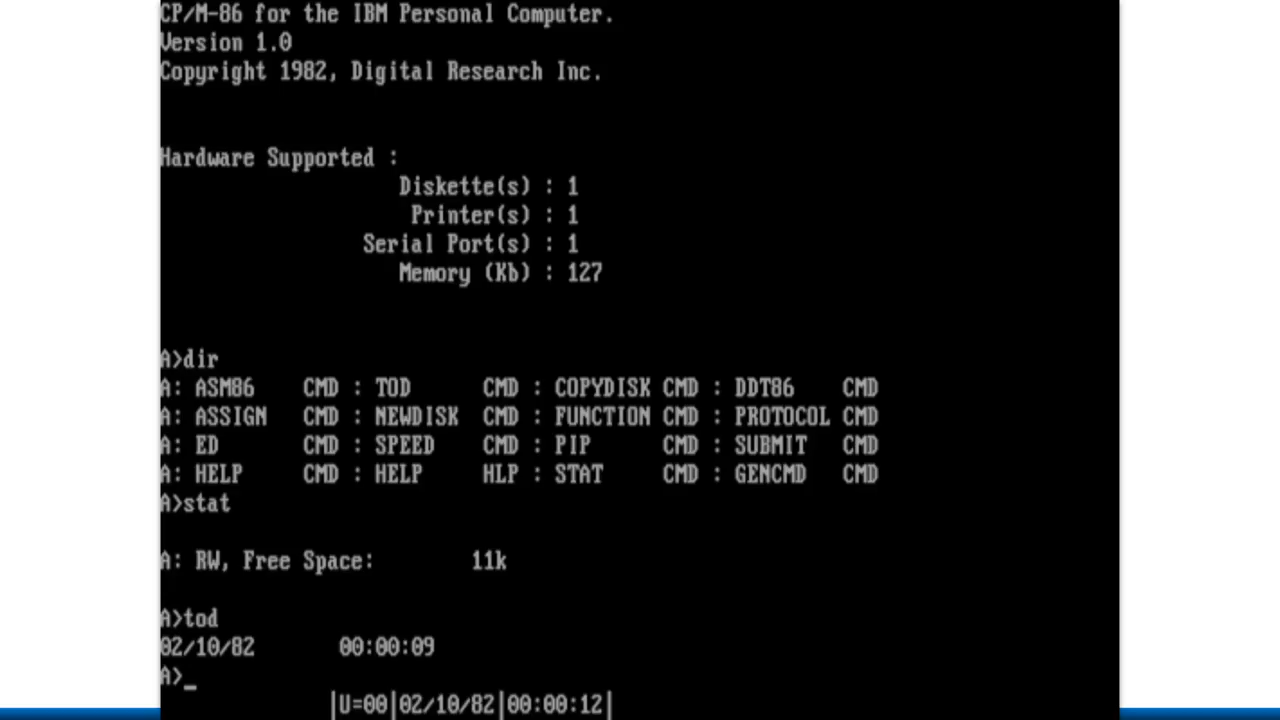 CP/M-86 for the IBM Personal Computer.
Version 1.0
Copyright 1982, Digital Research Inc.
Hardware Supported :
Diskette(s) : 1
Printer(s) : 1
Serial Port(s) : 1
Memory (Kb) : 127
A>dir
A: ASM86    CMD : TOD      CMD : COPYDISK CMD : DDT86    CMD
A: ASSIGN   CMD : NEWDISK  CMD : FUNCTION CMD : PROTOCOL CMD
A: ED       CMD : SPEED    CMD : PIP      CMD : SUBMIT   CMD
A: HELP     CMD : HELP     HLP : STAT     CMD : GENCMD   CMD
A>stat
A: RW, Free Space:        11k
A>tod
02/10/82       00:00:09
A>_
|U=00|02/10/82|00:00:12|